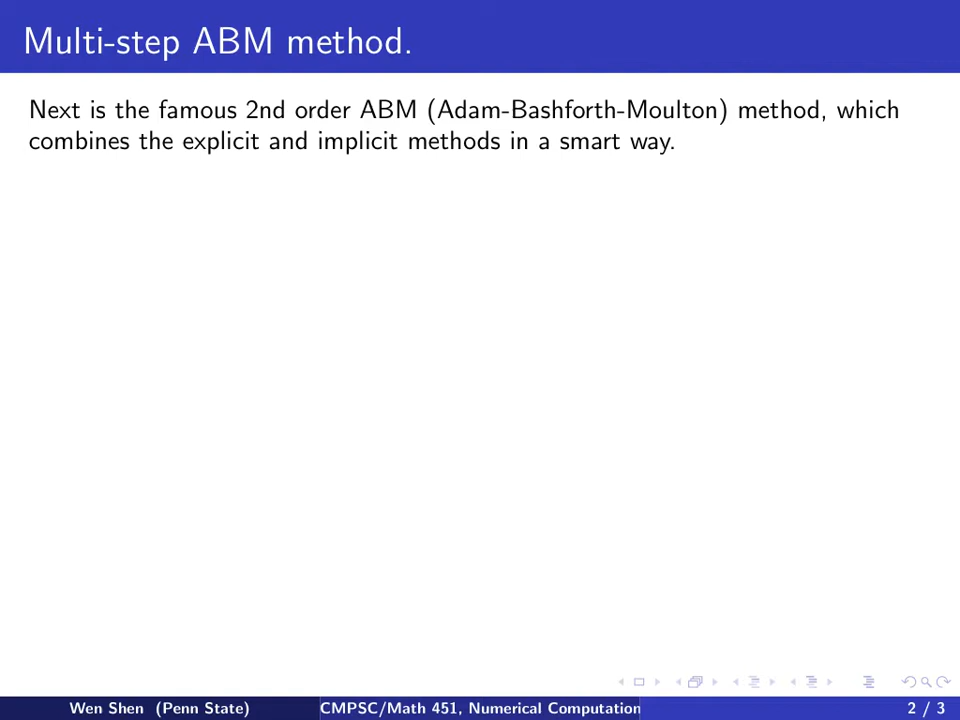 Multi-step ABM method.
Next is the famous 2nd order ABM (Adam-Bashforth-Moulton) method, which
combines the explicit and implicit methods in a smart way.
Wen Shen (Penn State) CMPSC/Math 451, Numerical Computation 2 / 3